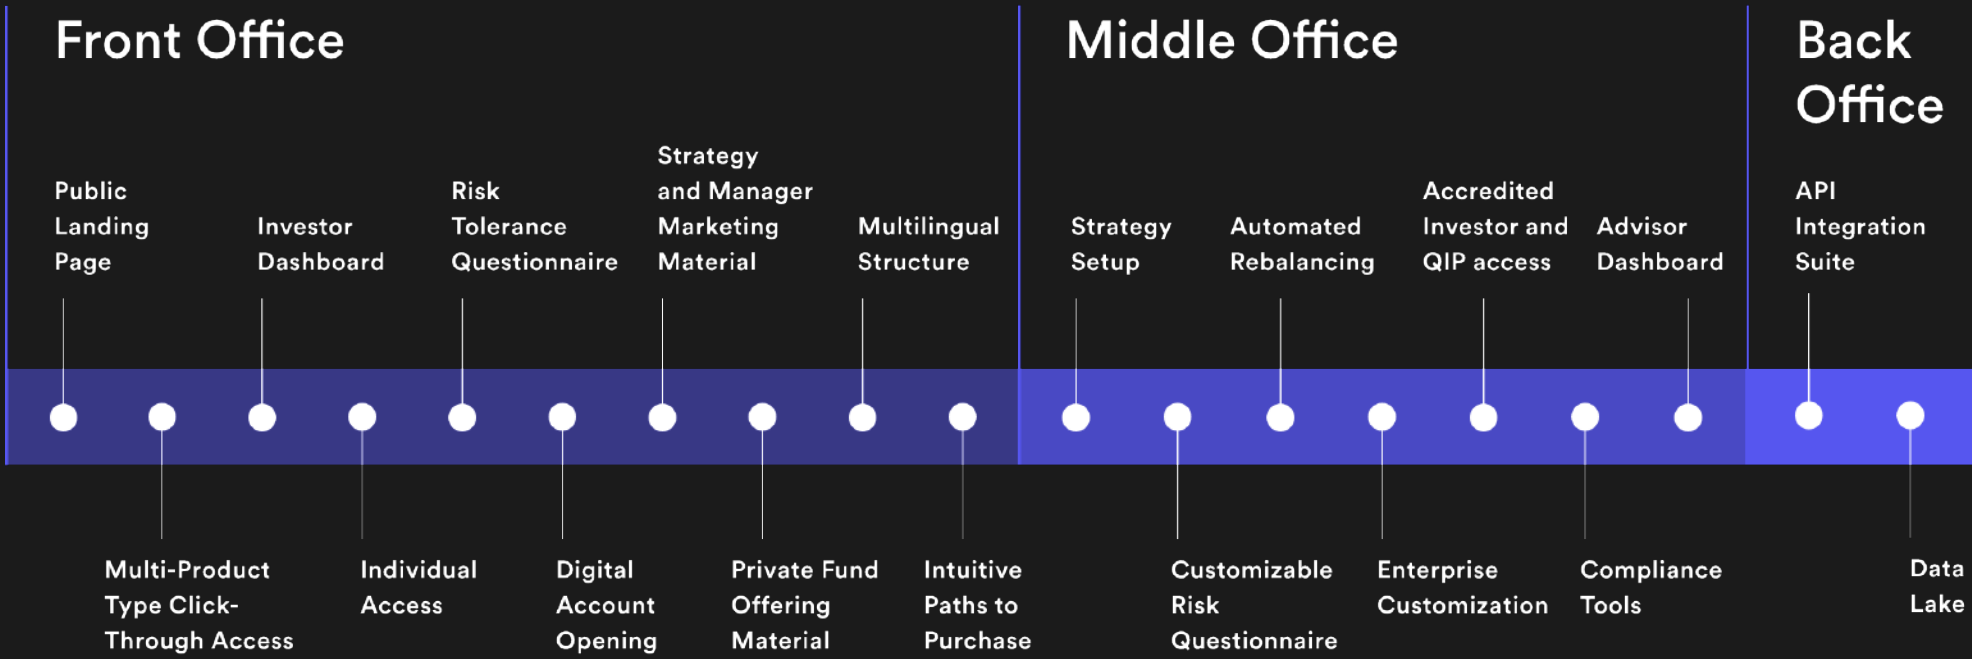 Front Office
Public
Landing
Page
Multi-Product
Type Click-
Through Access
Investor
Dashboard
Individual
Access
Risk
Tolerance
Questionnaire
Digital
Account
Opening
Strategy
and Manager
Marketing
Material
Private Fund
Offering
Material
Multilingual
Structure
Intuitive
Paths to
Purchase
Middle Office
Strategy
Setup
Customizable
Risk
Questionnaire
Automated
Rebalancing
Enterprise
Customization
Accredited
Investor and
QIP access
Compliance
Tools
Advisor
Dashboard
Back
Office
API
Integration
Suite
Data
Lake